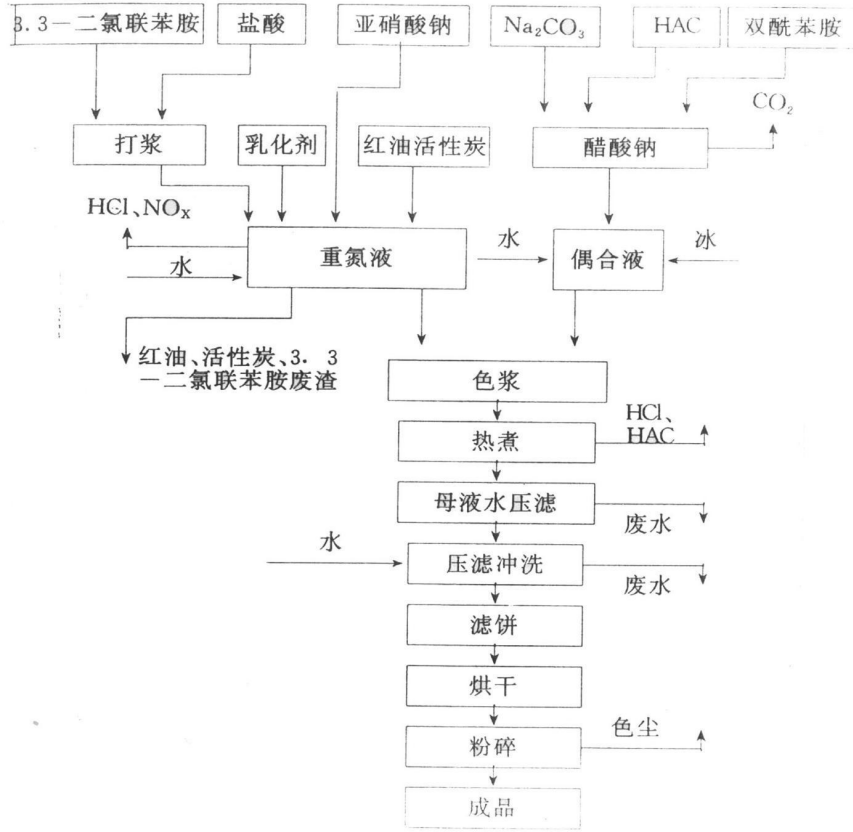 3.3一二氯联苯胺
盐酸
亚硝酸钠
Na₂CO₃
HAC
双酰苯胺
CO₂
打浆
乳化剂
红油活性炭
醋酸钠
HCl、NOₓ
水
重氮液
水
偶合液
冰
红油、活性炭、3．3
一二氯联苯胺废渣
色浆
热煮
HCl、
HAC
母液水压滤
废水
水
压滤冲洗
废水
滤饼
烘干
粉碎
色尘
成品